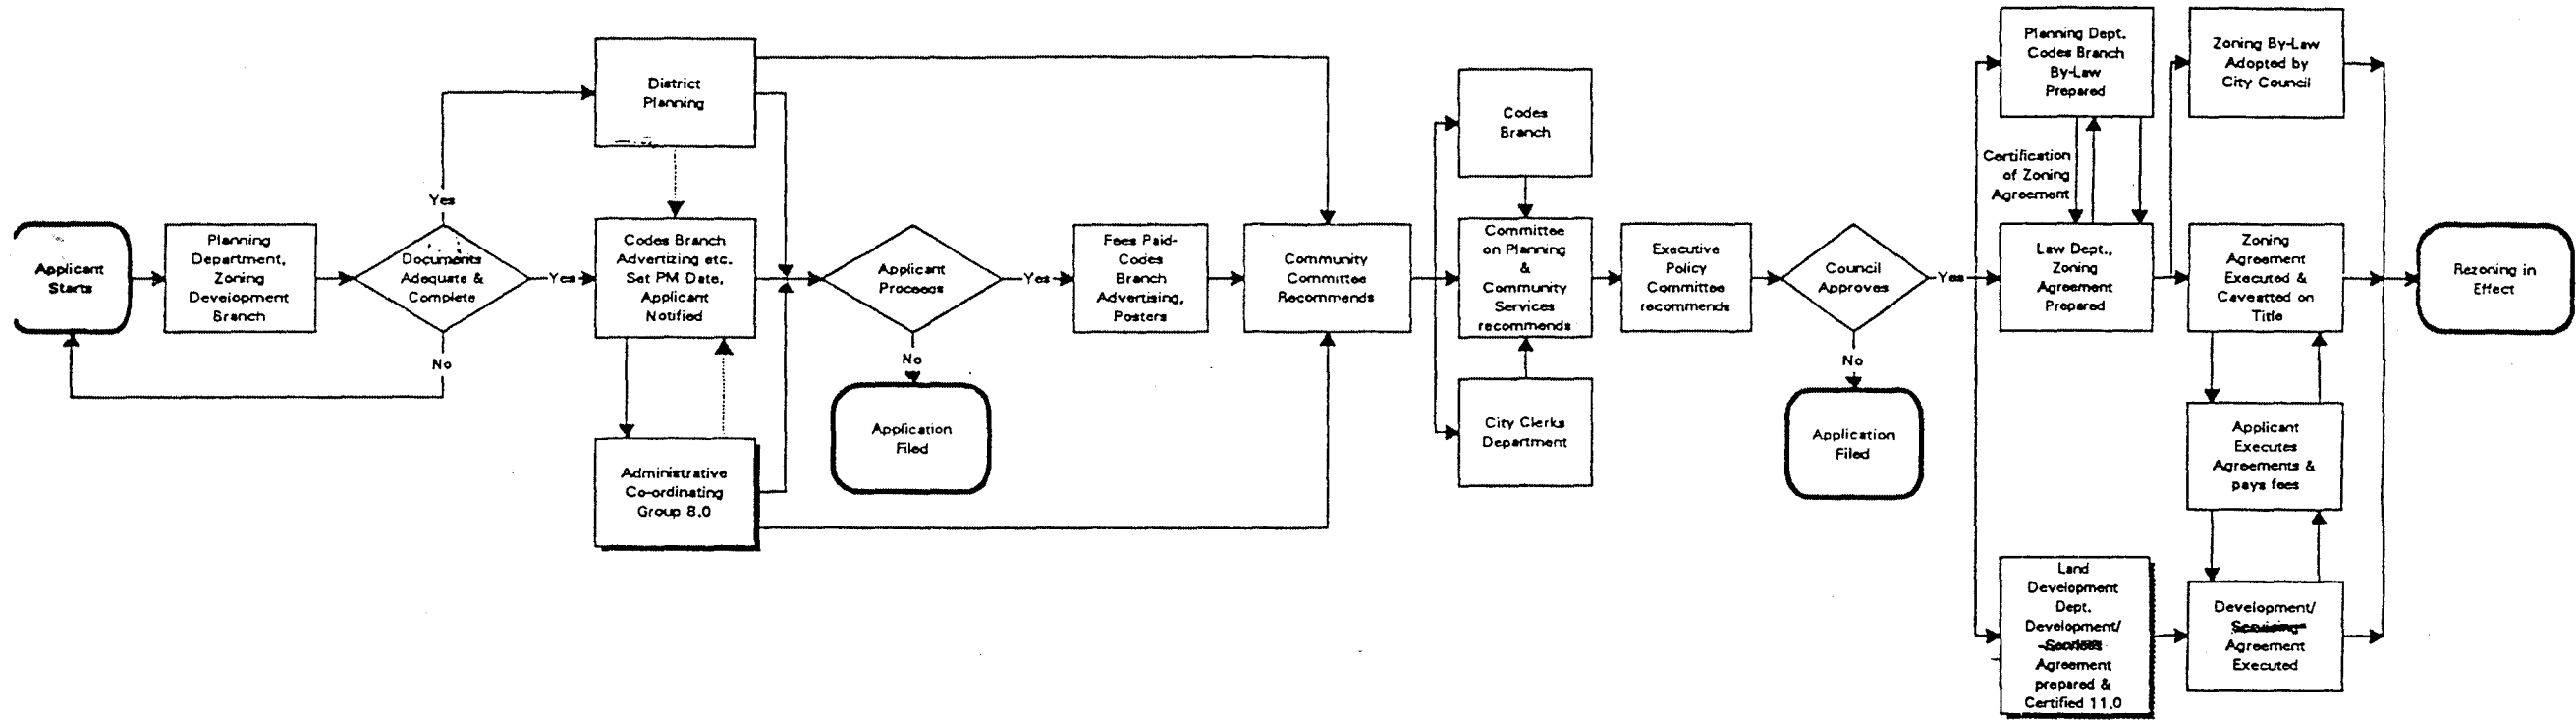 Applicant
Starts
Planning
Department,
Zoning
Development
Branch
Documents
Adequate &
Complete
Yes
Yes
No
District
Planning
Codes Branch
Advertizing etc.
Set PM Date,
Applicant
Notified
Administrative
Co-ordinating
Group 8.0
Applicant
Proceeds
Yes
No
Application
Filed
Fees Paid-
Codes
Branch
Advertising,
Posters
Community
Committee
Recommends
Codes
Branch
Committee
on Planning
&
Community
Services
recommends
City Clerks
Department
Executive
Policy
Committee
recommends
Council
Approves
Yes
No
Application
Filed
Planning Dept.
Codes Branch
By-Law
Prepared
Certification
of Zoning
Agreement
Law Dept.,
Zoning
Agreement
Prepared
Land
Development
Dept.
Development/
Agreement
prepared &
Certified 11.0
Zoning By-Law
Adopted by
City Council
Zoning
Agreement
Executed &
Caveatted on
Title
Applicant
Executes
Agreements &
pays fees
Development/
Servicing
Agreement
Executed
Rezoning in
Effect